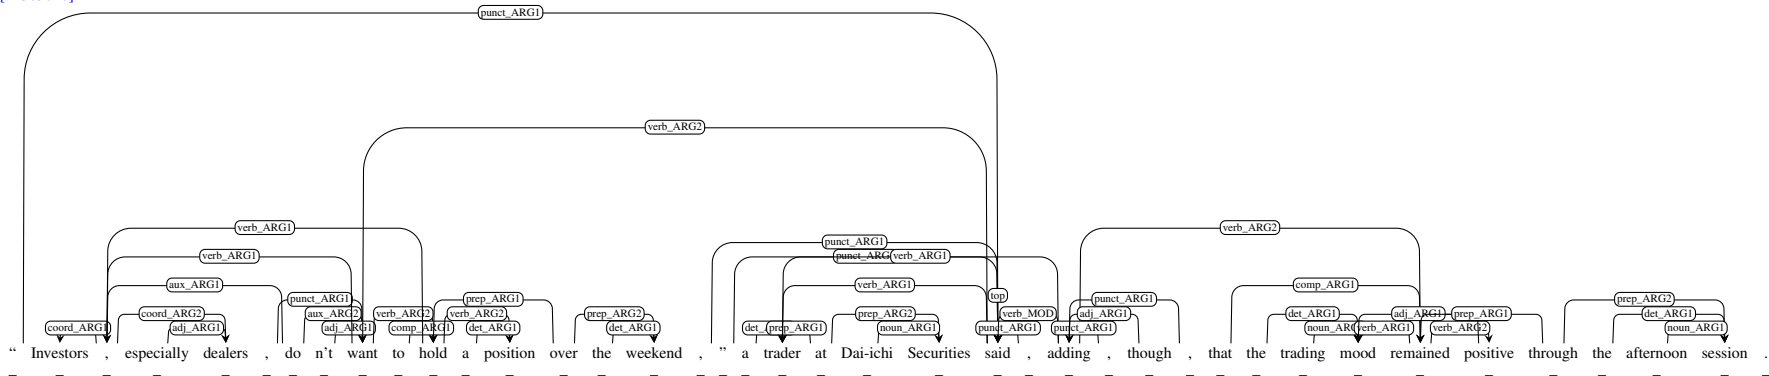 punct_ARG1
verb_ARG2
verb_ARG1 verb_ARG2
punct_ARG1
verb_ARG1 punct_ARG verb_ARG1
aux_ARG1 verb_ARG1 comp_ARG1
top
punct_ARG1 prep_ARG1 punct_ARG1 prep_ARG2
coord_ARG2 aux_ARG2 verb_ARG2 verb_ARG2 prep_ARG2 prep_ARG2 verb_MOD adj_ARG1 det_ARG1 adj_ARG1 prep_ARG1 det_ARG1
coord_ARG1 adj_ARG1 adj_ARG1 comp_ARG1 det_ARG1 det_ARG1 prep_ARG1 noun_ARG1 punct_ARG1 punct_ARG1 verb_ARG1 verb_ARG2 noun_ARG1
“ Investors , especially dealers , do n't want to hold a position over the weekend , ” a trader at Dai-ichi Securities said , adding , though , that the trading mood remained positive through the afternoon session .